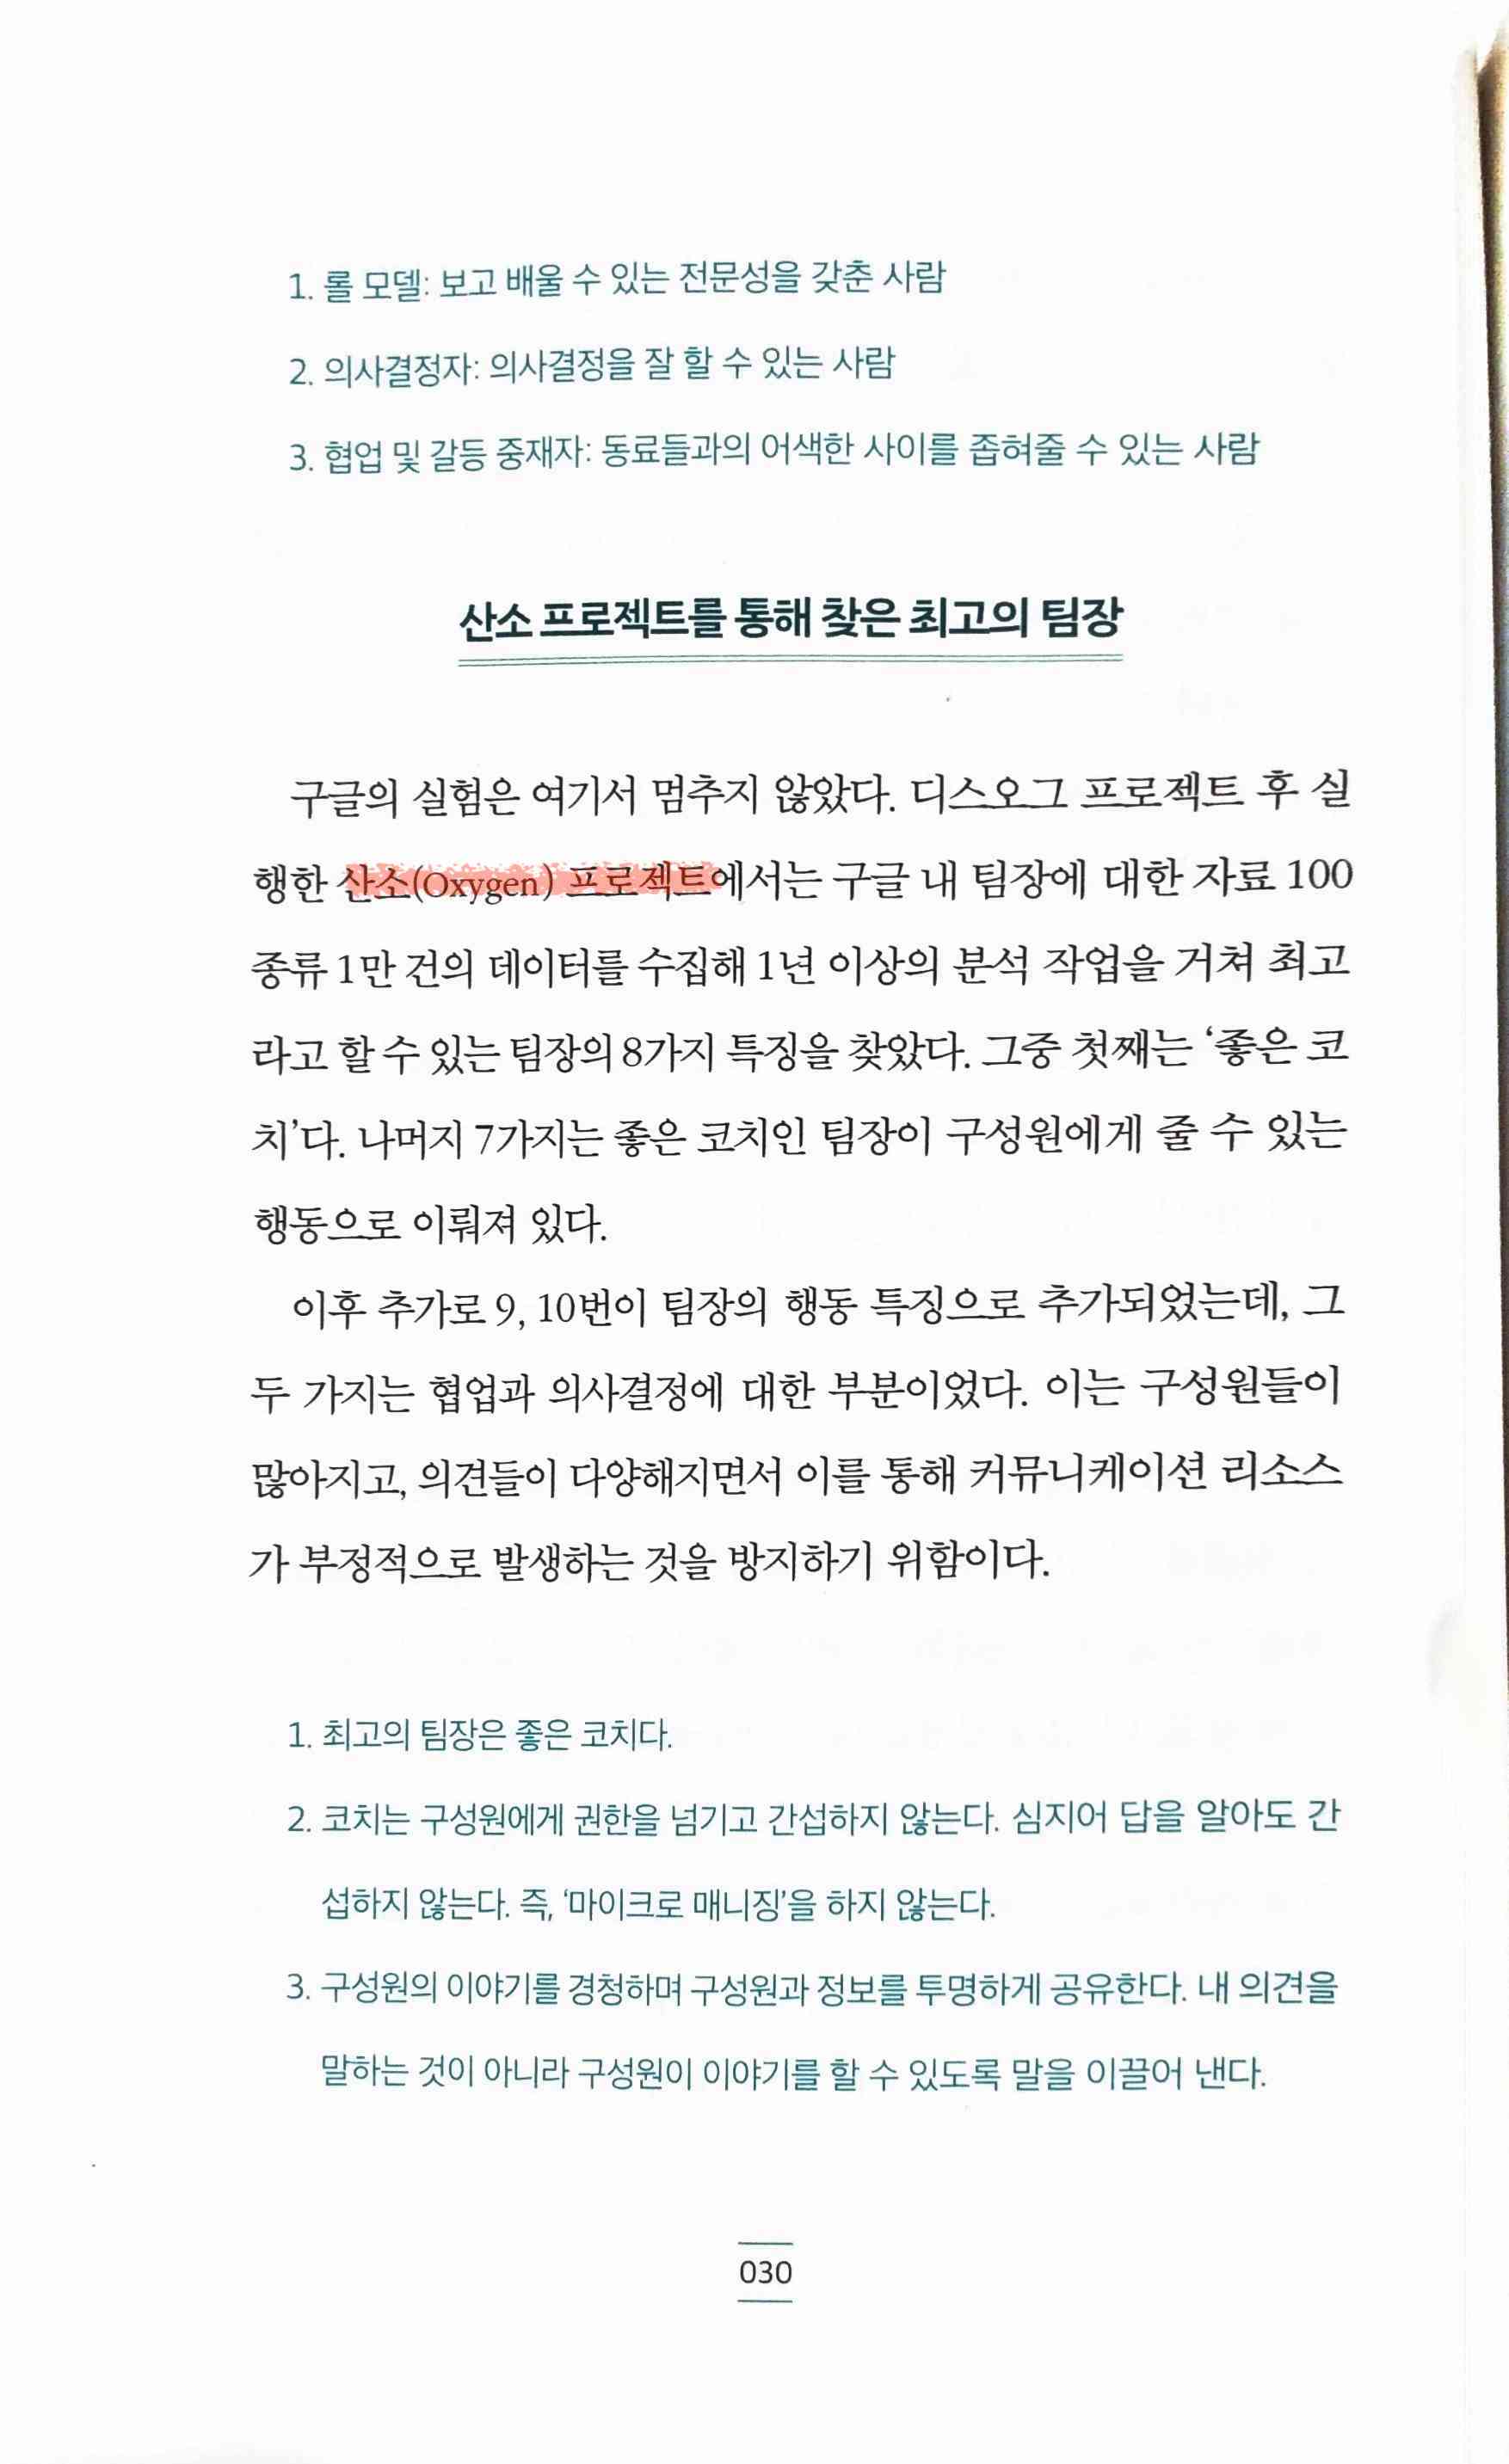 1. 롤 모델: 보고 배울 수 있는 전문성을 갖춘 사람
2. 의사결정자: 의사결정을 잘 할 수 있는 사람
3. 협업 및 갈등 중재자: 동료들과의 어색한 사이를 좁혀줄 수 있는 사람
산소 프로젝트를 통해 찾은 최고의 팀장
구글의 실험은 여기서 멈추지 않았다. 디스오그 프로젝트 후 실
행한 산소(Oxygen) 프로젝트에서는 구글 내 팀장에 대한 자료 100
종류 1만 건의 데이터를 수집해 1년 이상의 분석 작업을 거쳐 최고
라고 할 수 있는 팀장의 8가지 특징을 찾았다. 그중 첫째는 ‘좋은 코
치’다. 나머지 7가지는 좋은 코치인 팀장이 구성원에게 줄 수 있는
행동으로 이뤄져 있다.
이후 추가로 9, 10번이 팀장의 행동 특징으로 추가되었는데, 그
두 가지는 협업과 의사결정에 대한 부분이었다. 이는 구성원들이
많아지고, 의견들이 다양해지면서 이를 통해 커뮤니케이션 리소스
가 부정적으로 발생하는 것을 방지하기 위함이다.
1. 최고의 팀장은 좋은 코치다.
2. 코치는 구성원에게 권한을 넘기고 간섭하지 않는다. 심지어 답을 알아도 간
섭하지 않는다. 즉, ‘마이크로 매니징’을 하지 않는다.
3. 구성원의 이야기를 경청하며 구성원과 정보를 투명하게 공유한다. 내 의견을
말하는 것이 아니라 구성원이 이야기를 할 수 있도록 말을 이끌어 낸다.
030